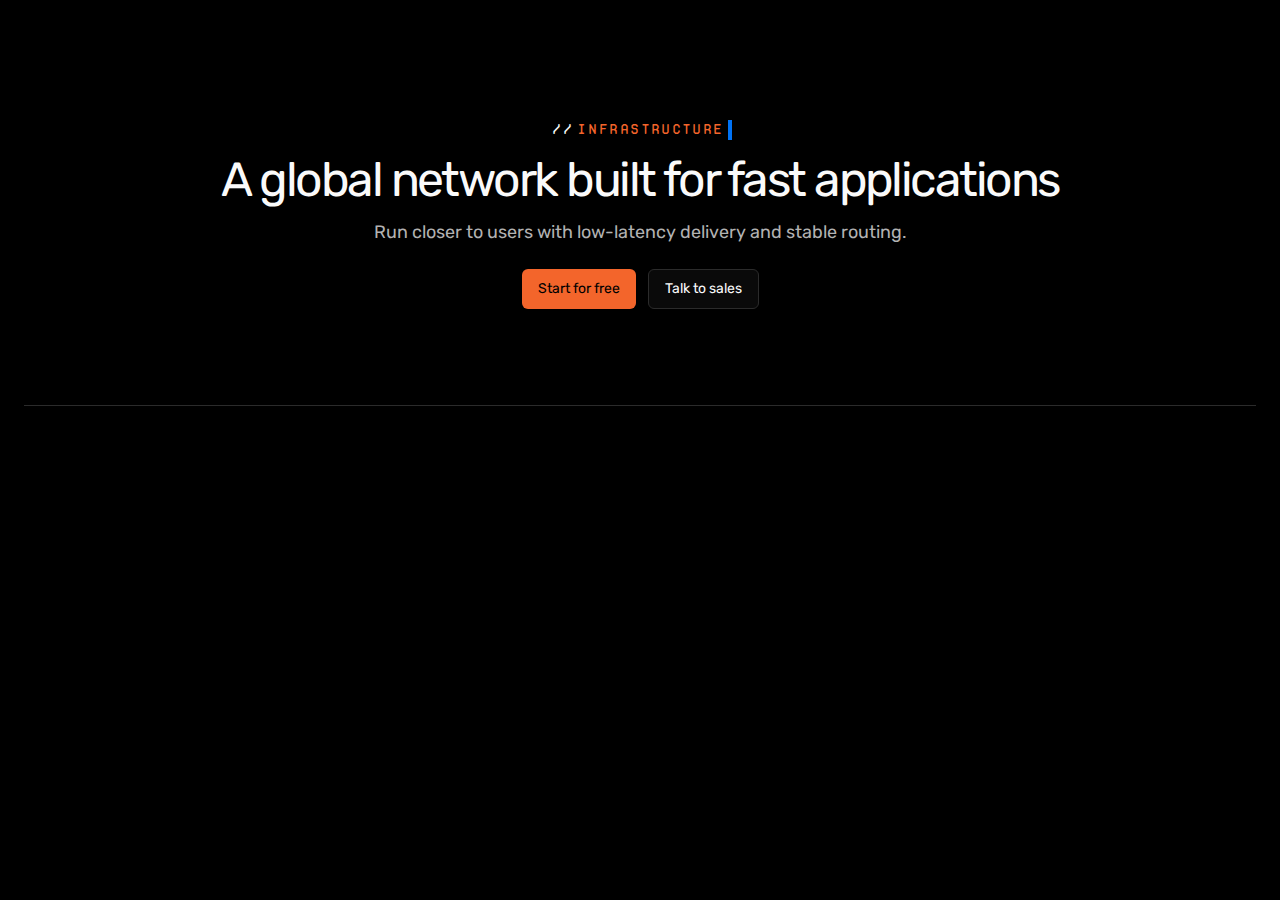 // INFRASTRUCTURE
A global network built for fast applications
Run closer to users with low-latency delivery and stable routing.
Start for free
Talk to sales